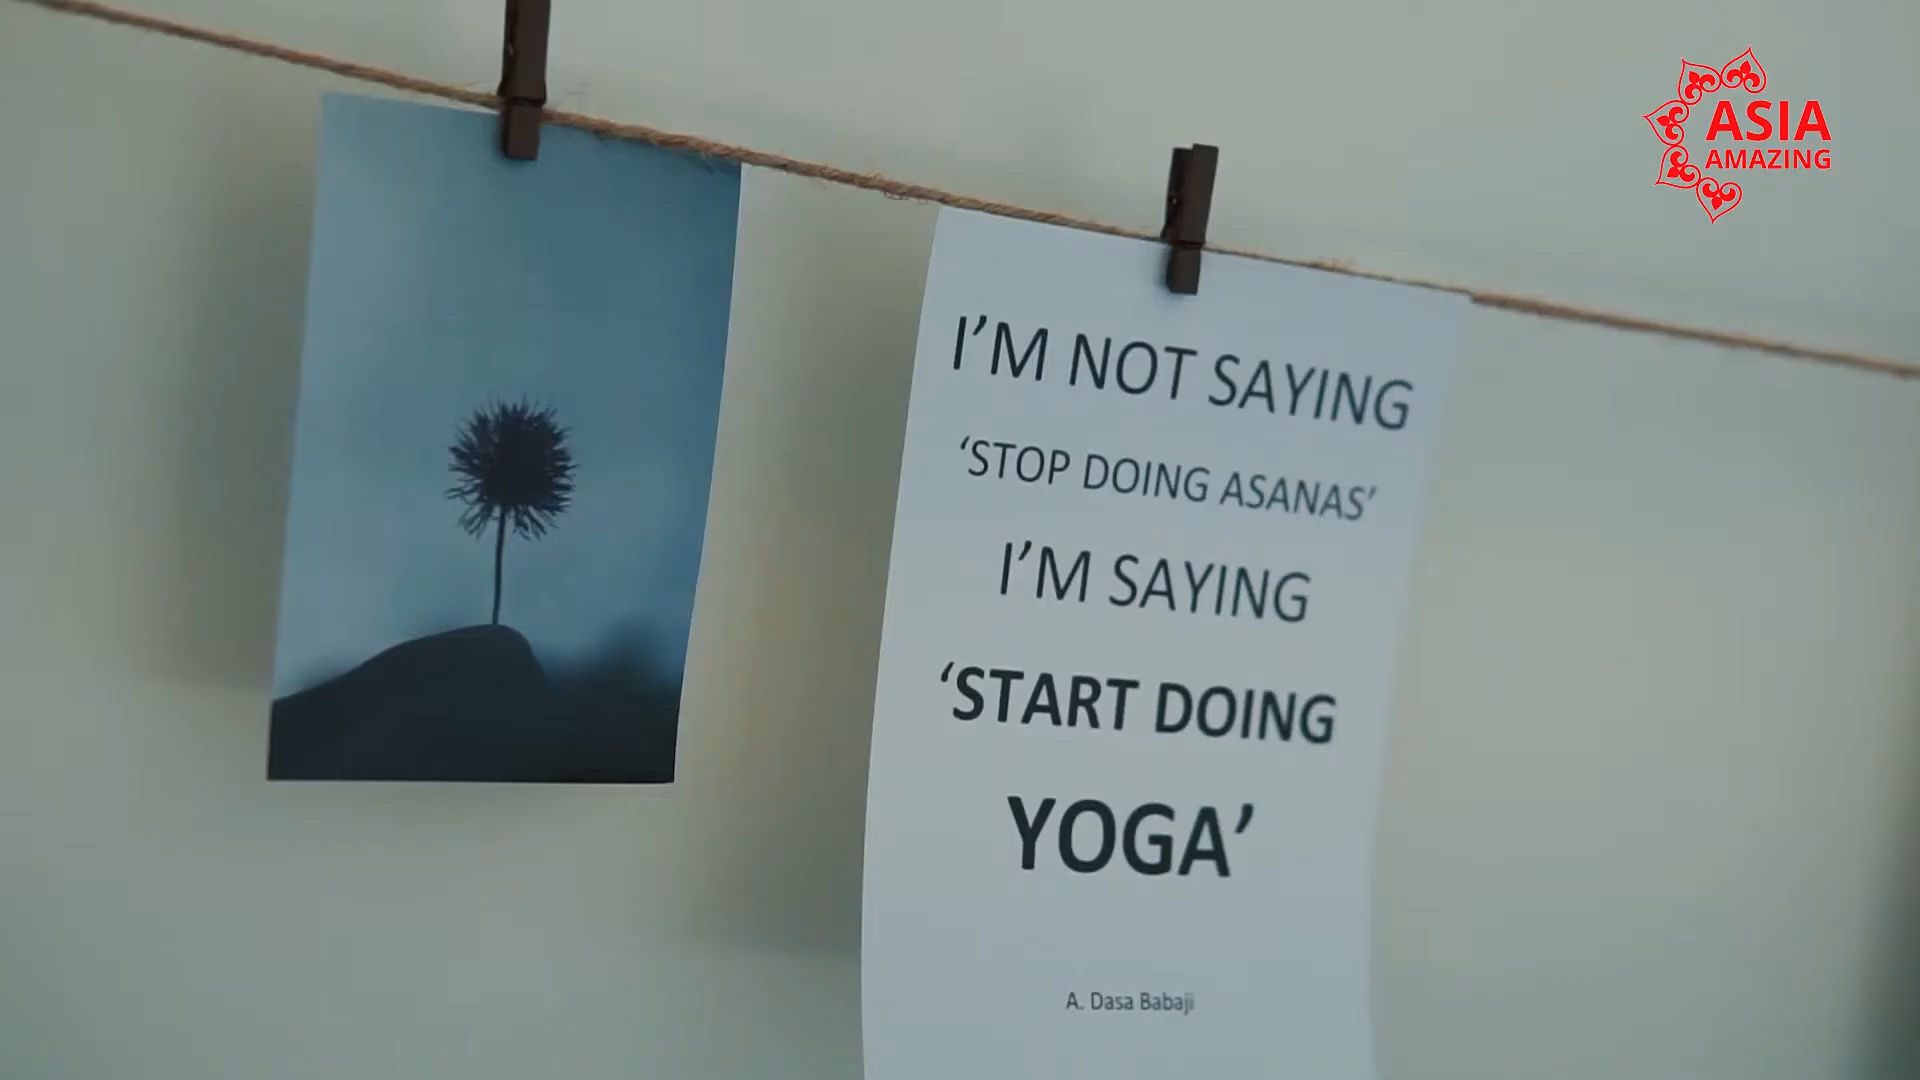 ASIA
AMAZING
I'M NOT SAYING
‘STOP DOING ASANAS’
I'M SAYING
‘START DOING
YOGA’
A. Dasa Babaji